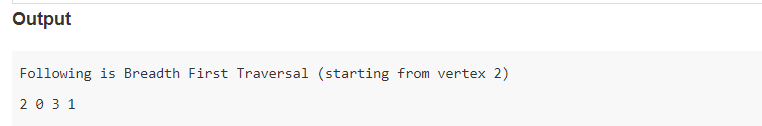 Output
Following is Breadth First Traversal (starting from vertex 2)
2 0 3 1